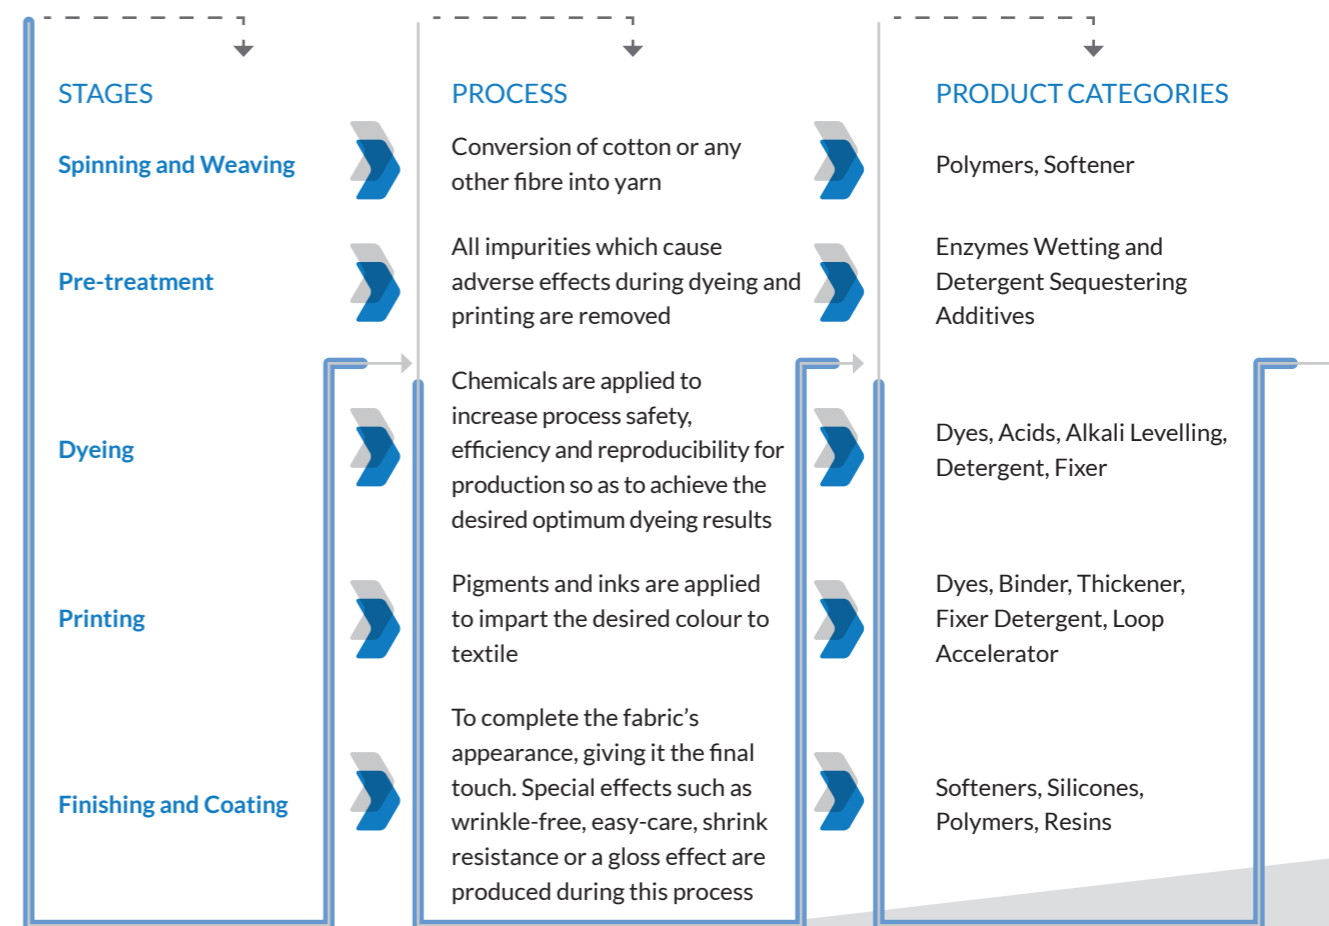 STAGES
PROCESS
PRODUCT CATEGORIES
Spinning and Weaving
Conversion of cotton or any
other fibre into yarn
Polymers, Softener
Pre-treatment
All impurities which cause
adverse effects during dyeing and
printing are removed
Enzymes Wetting and
Detergent Sequestering
Additives
Dyeing
Chemicals are applied to
increase process safety,
efficiency and reproducibility for
production so as to achieve the
desired optimum dyeing results
Dyes, Acids, Alkali Levelling,
Detergent, Fixer
Printing
Pigments and inks are applied
to impart the desired colour to
textile
Dyes, Binder, Thickener,
Fixer Detergent, Loop
Accelerator
Finishing and Coating
To complete the fabric’s
appearance, giving it the final
touch. Special effects such as
wrinkle-free, easy-care, shrink
resistance or a gloss effect are
produced during this process
Softeners, Silicones,
Polymers, Resins